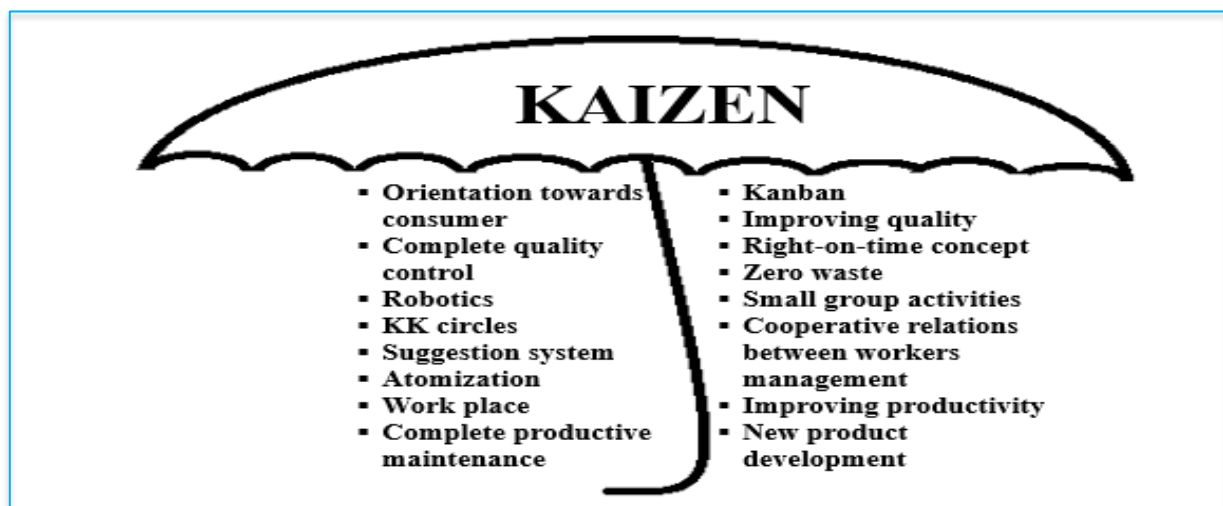 KAIZEN
▪ Orientation towards
consumer
▪ Complete quality
control
▪ Robotics
▪ KK circles
▪ Suggestion system
▪ Atomization
▪ Work place
▪ Complete productive
maintenance
▪ Kanban
▪ Improving quality
▪ Right-on-time concept
▪ Zero waste
▪ Small group activities
▪ Cooperative relations
between workers
management
▪ Improving productivity
▪ New product
development